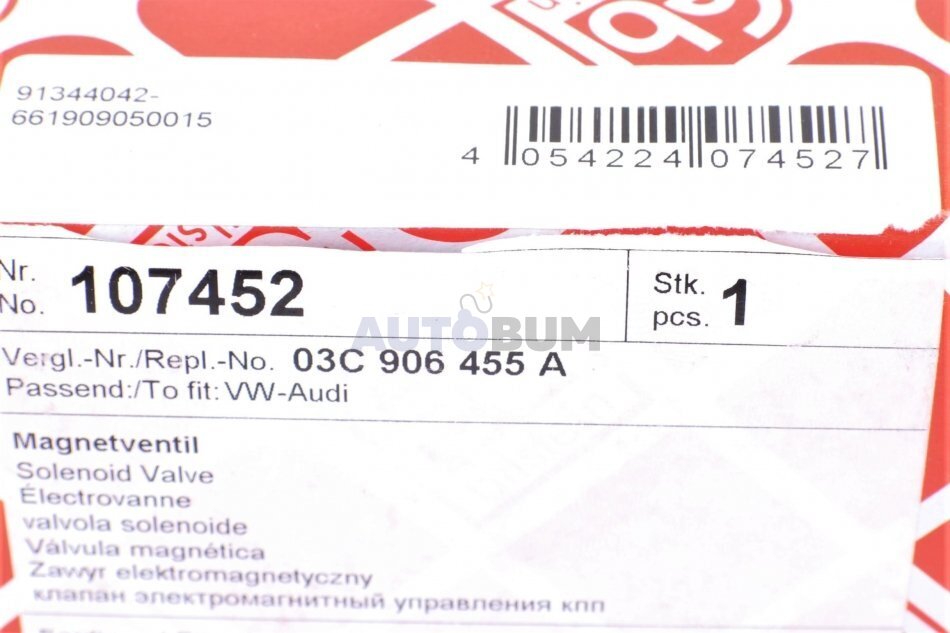 91344042-
661909050015
4 054224 074527
Nr.
No. 107452
Stk.
pcs. 1
AUTOBUM
Vergl.-Nr./Repl.-No. 03C 906 455 A
Passend:/To fit: VW-Audi
Magnetventil
Solenoid Valve
Électrovanne
valvola solenoide
Válvula magnética
Zawyr elektromagnetyczny
клапан электромагнитный управления кпп